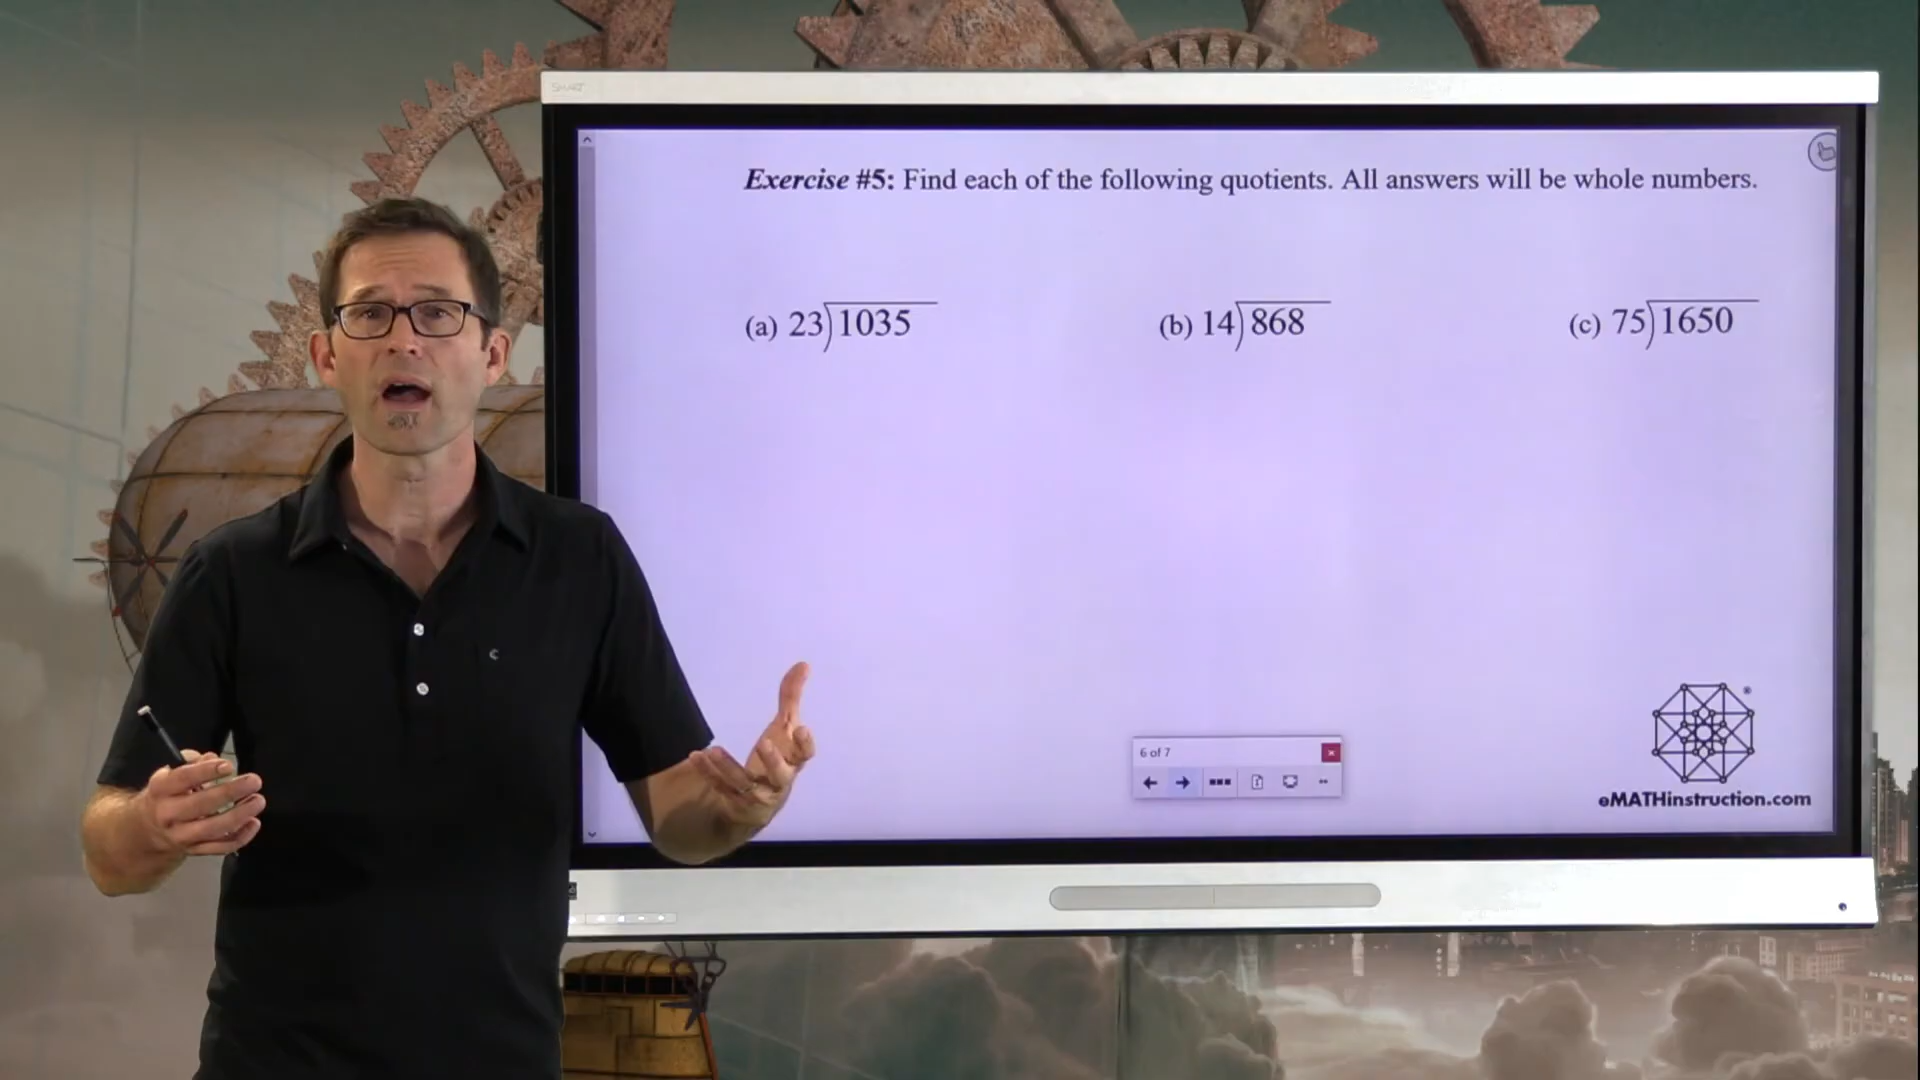 SMART
Exercise #5: Find each of the following quotients. All answers will be whole numbers.
(a) 23)1035
(b) 14)868
(c) 75)1650
6 of 7
®
eMATHinstruction.com